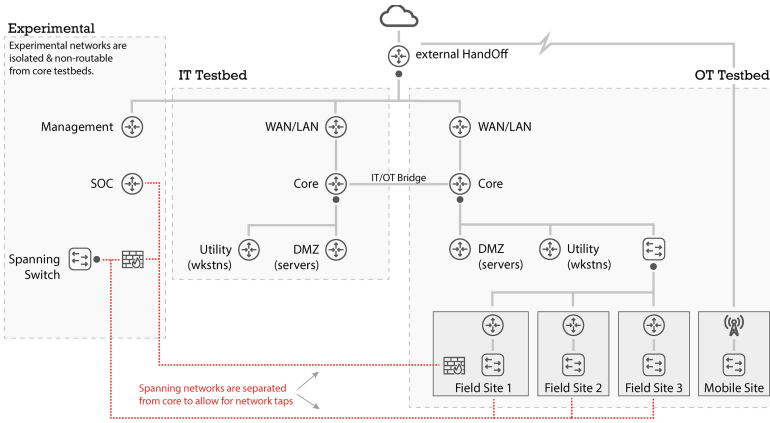 Experimental
Experimental networks are
isolated & non-routable
from core testbeds.
external HandOff
IT Testbed
OT Testbed
Management
WAN/LAN
WAN/LAN
SOC
Core
IT/OT Bridge
Core
Spanning
Switch
Utility
(wkstns)
DMZ
(servers)
DMZ
(servers)
Utility
(wkstns)
Spanning networks are separated
from core to allow for network taps
Field Site 1
Field Site 2
Field Site 3
Mobile Site